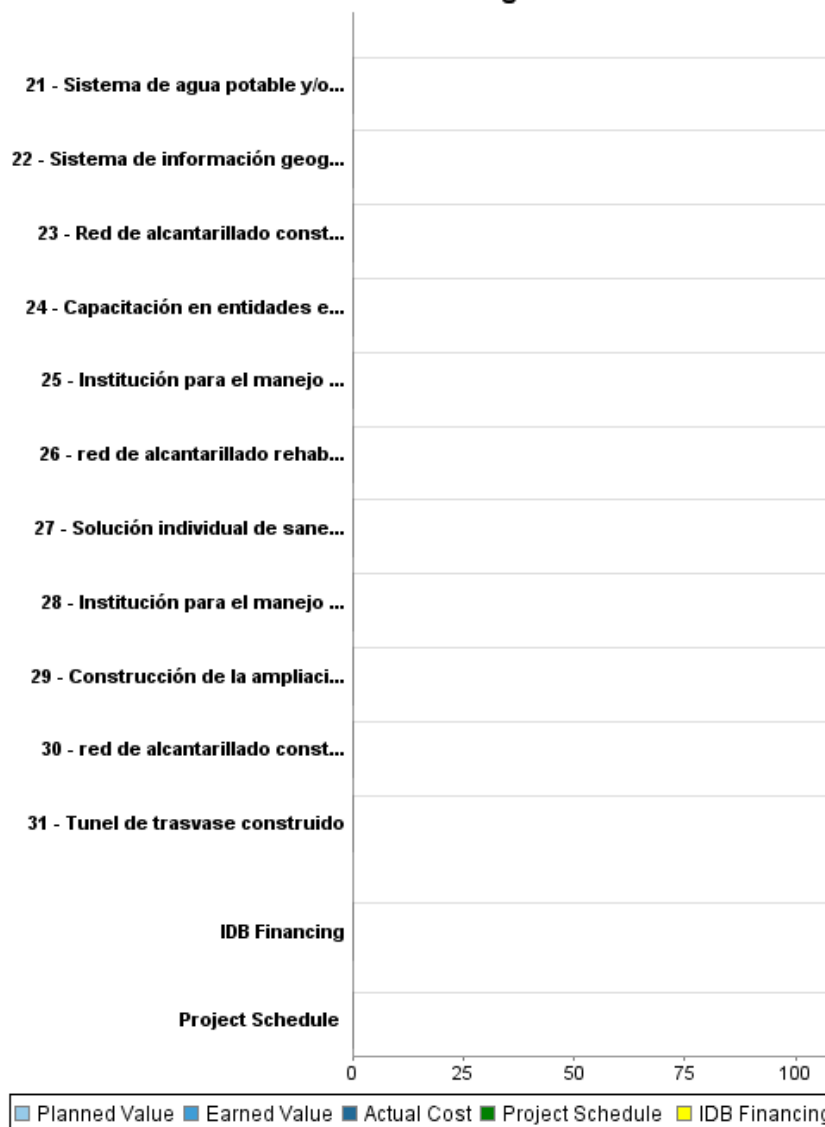 21 - Sistema de agua potable y/o...
22 - Sistema de información geog...
23 - Red de alcantarillado const...
24 - Capacitación en entidades e...
25 - Institución para el manejo ...
26 - red de alcantarillado rehab...
27 - Solución individual de sane...
28 - Institución para el manejo ...
29 - Construcción de la ampliaci...
30 - red de alcantarillado const...
31 - Tunel de trasvase construido
IDB Financing
Project Schedule
0 25 50 75 100
Planned Value Earned Value Actual Cost Project Schedule IDB Financing